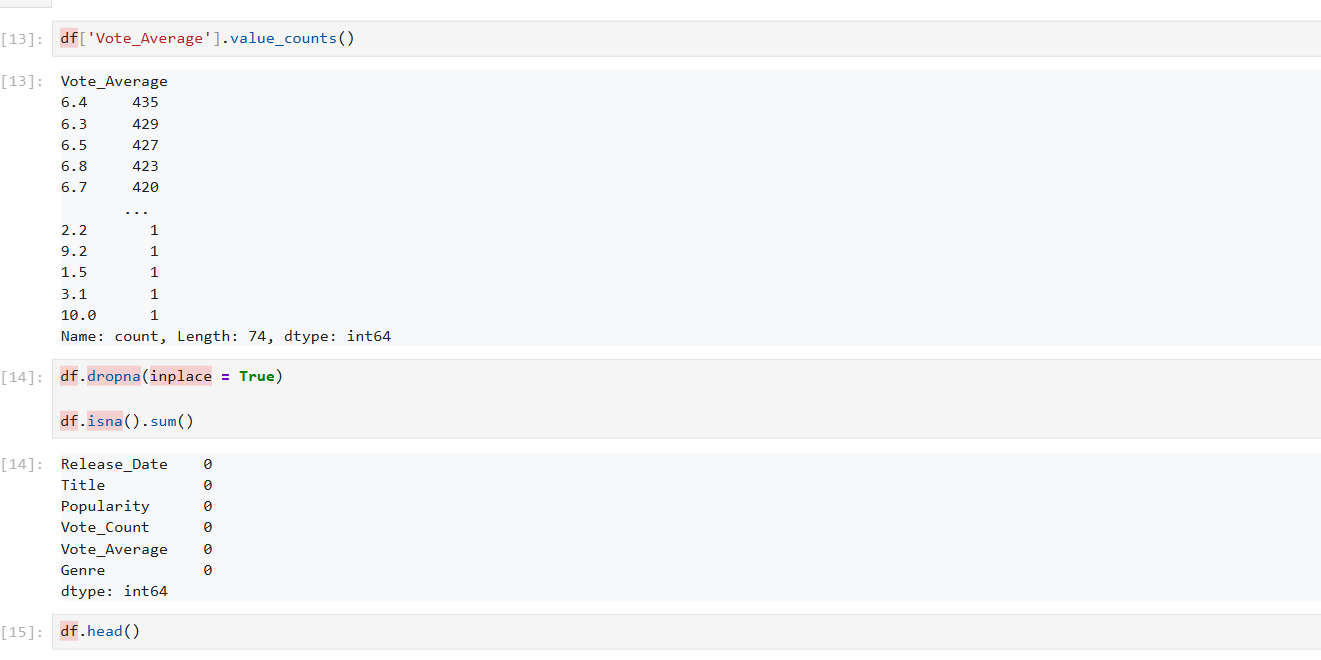 [13]: df['Vote_Average'].value_counts()
[13]: Vote_Average
6.4 435
6.3 429
6.5 427
6.8 423
6.7 420
...
2.2 1
9.2 1
1.5 1
3.1 1
10.0 1
Name: count, Length: 74, dtype: int64
[14]: df.dropna(inplace = True)
df.isna().sum()
[14]: Release_Date 0
Title 0
Popularity 0
Vote_Count 0
Vote_Average 0
Genre 0
dtype: int64
[15]: df.head()